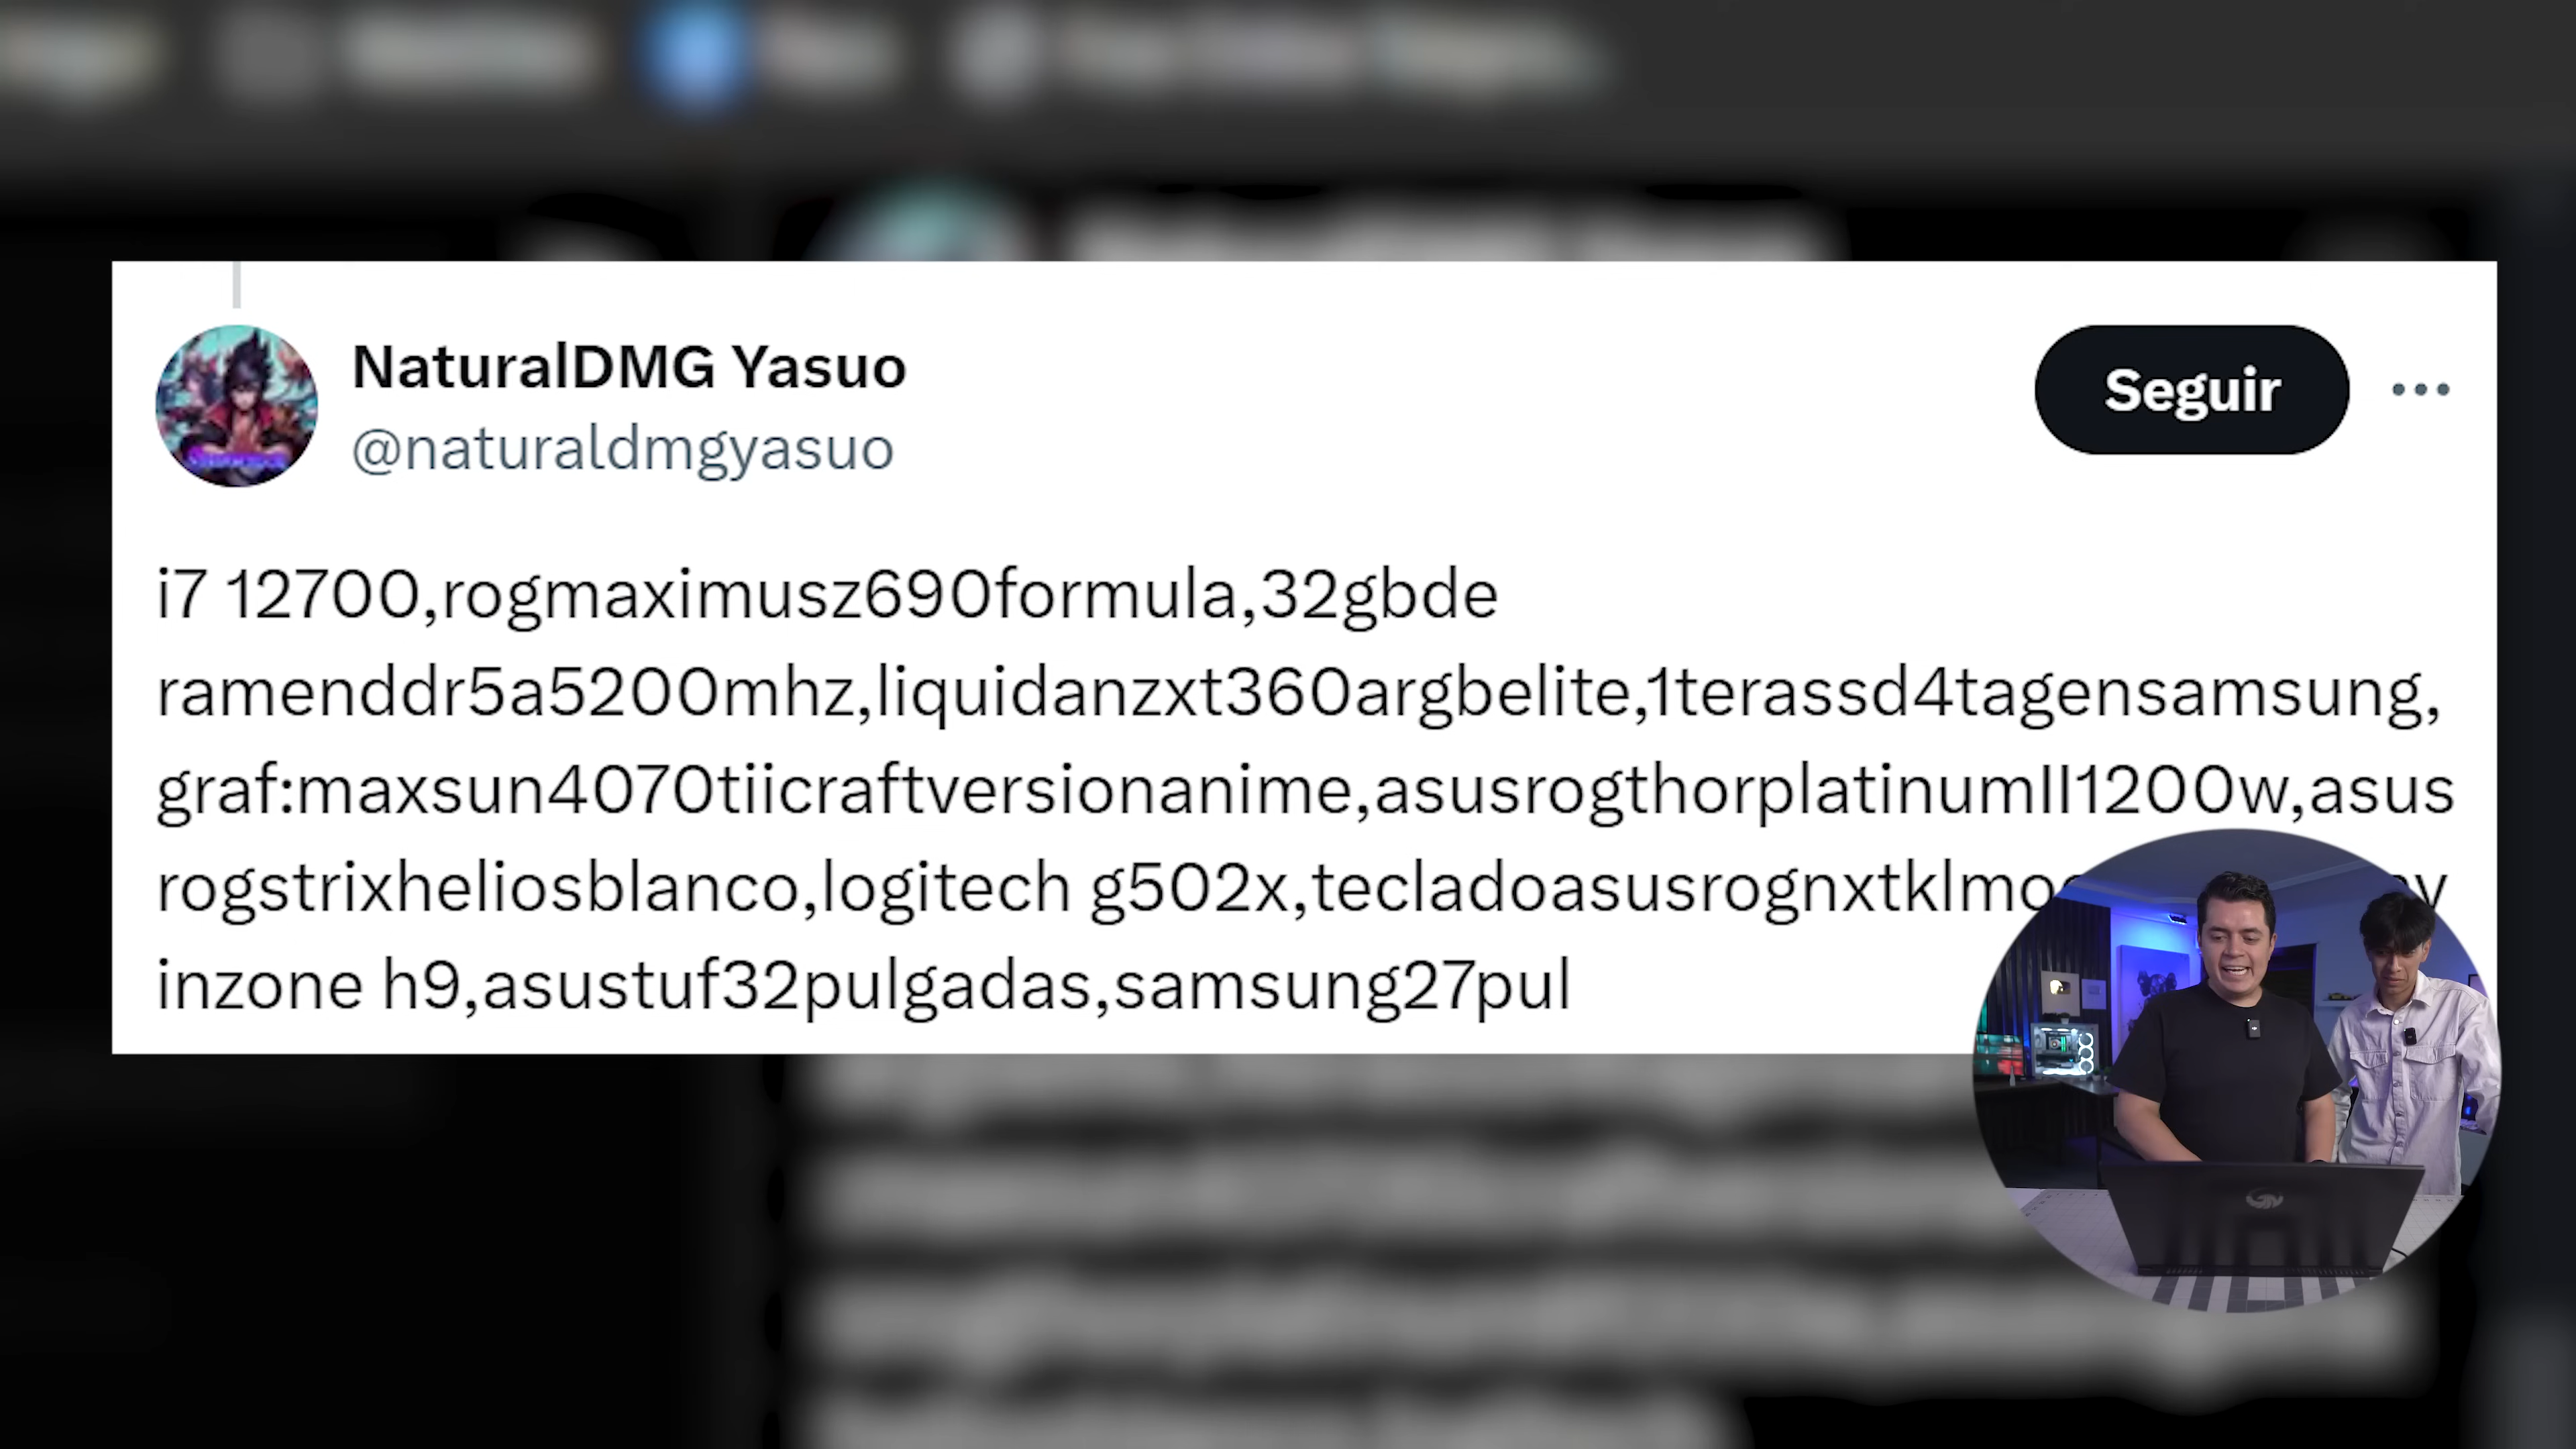 NaturalDMG Yasuo
@naturaldmgyasuo
Seguir
i7 12700,rogmaximusz690formula,32gbde
ramenddr5a5200mhz,liquidanzxt360argbelite,1terassd4tagensamsung,
graf:maxsun4070tiicraftversionanime,asusrogthorplatinumII1200w,asus
rogstrixheliosblanco,logitech g502x,
inzone h9,asustuf32pulgadas,samsung27pul